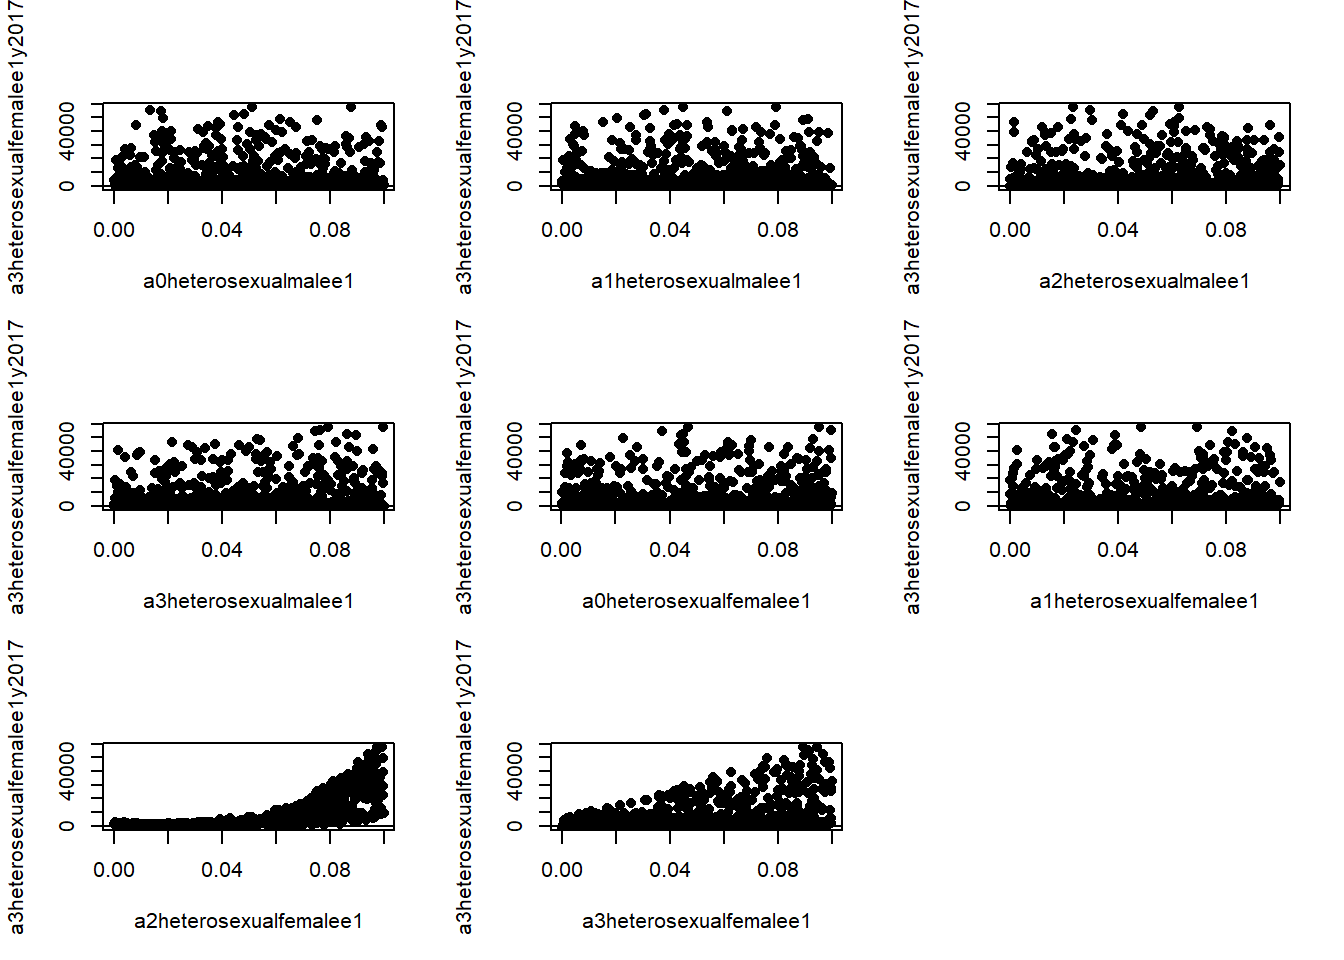 a3heterosexualfemalee1y2017
40000
0
0.00 0.04 0.08
a0heterosexualmalee1
a3heterosexualfemalee1y2017
40000
0
0.00 0.04 0.08
a1heterosexualmalee1
a3heterosexualfemalee1y2017
40000
0
0.00 0.04 0.08
a2heterosexualmalee1
a3heterosexualfemalee1y2017
40000
0
0.00 0.04 0.08
a3heterosexualmalee1
a3heterosexualfemalee1y2017
40000
0
0.00 0.04 0.08
a0heterosexualfemalee1
a3heterosexualfemalee1y2017
40000
0
0.00 0.04 0.08
a1heterosexualfemalee1
a3heterosexualfemalee1y2017
40000
0
0.00 0.04 0.08
a2heterosexualfemalee1
a3heterosexualfemalee1y2017
40000
0
0.00 0.04 0.08
a3heterosexualfemalee1